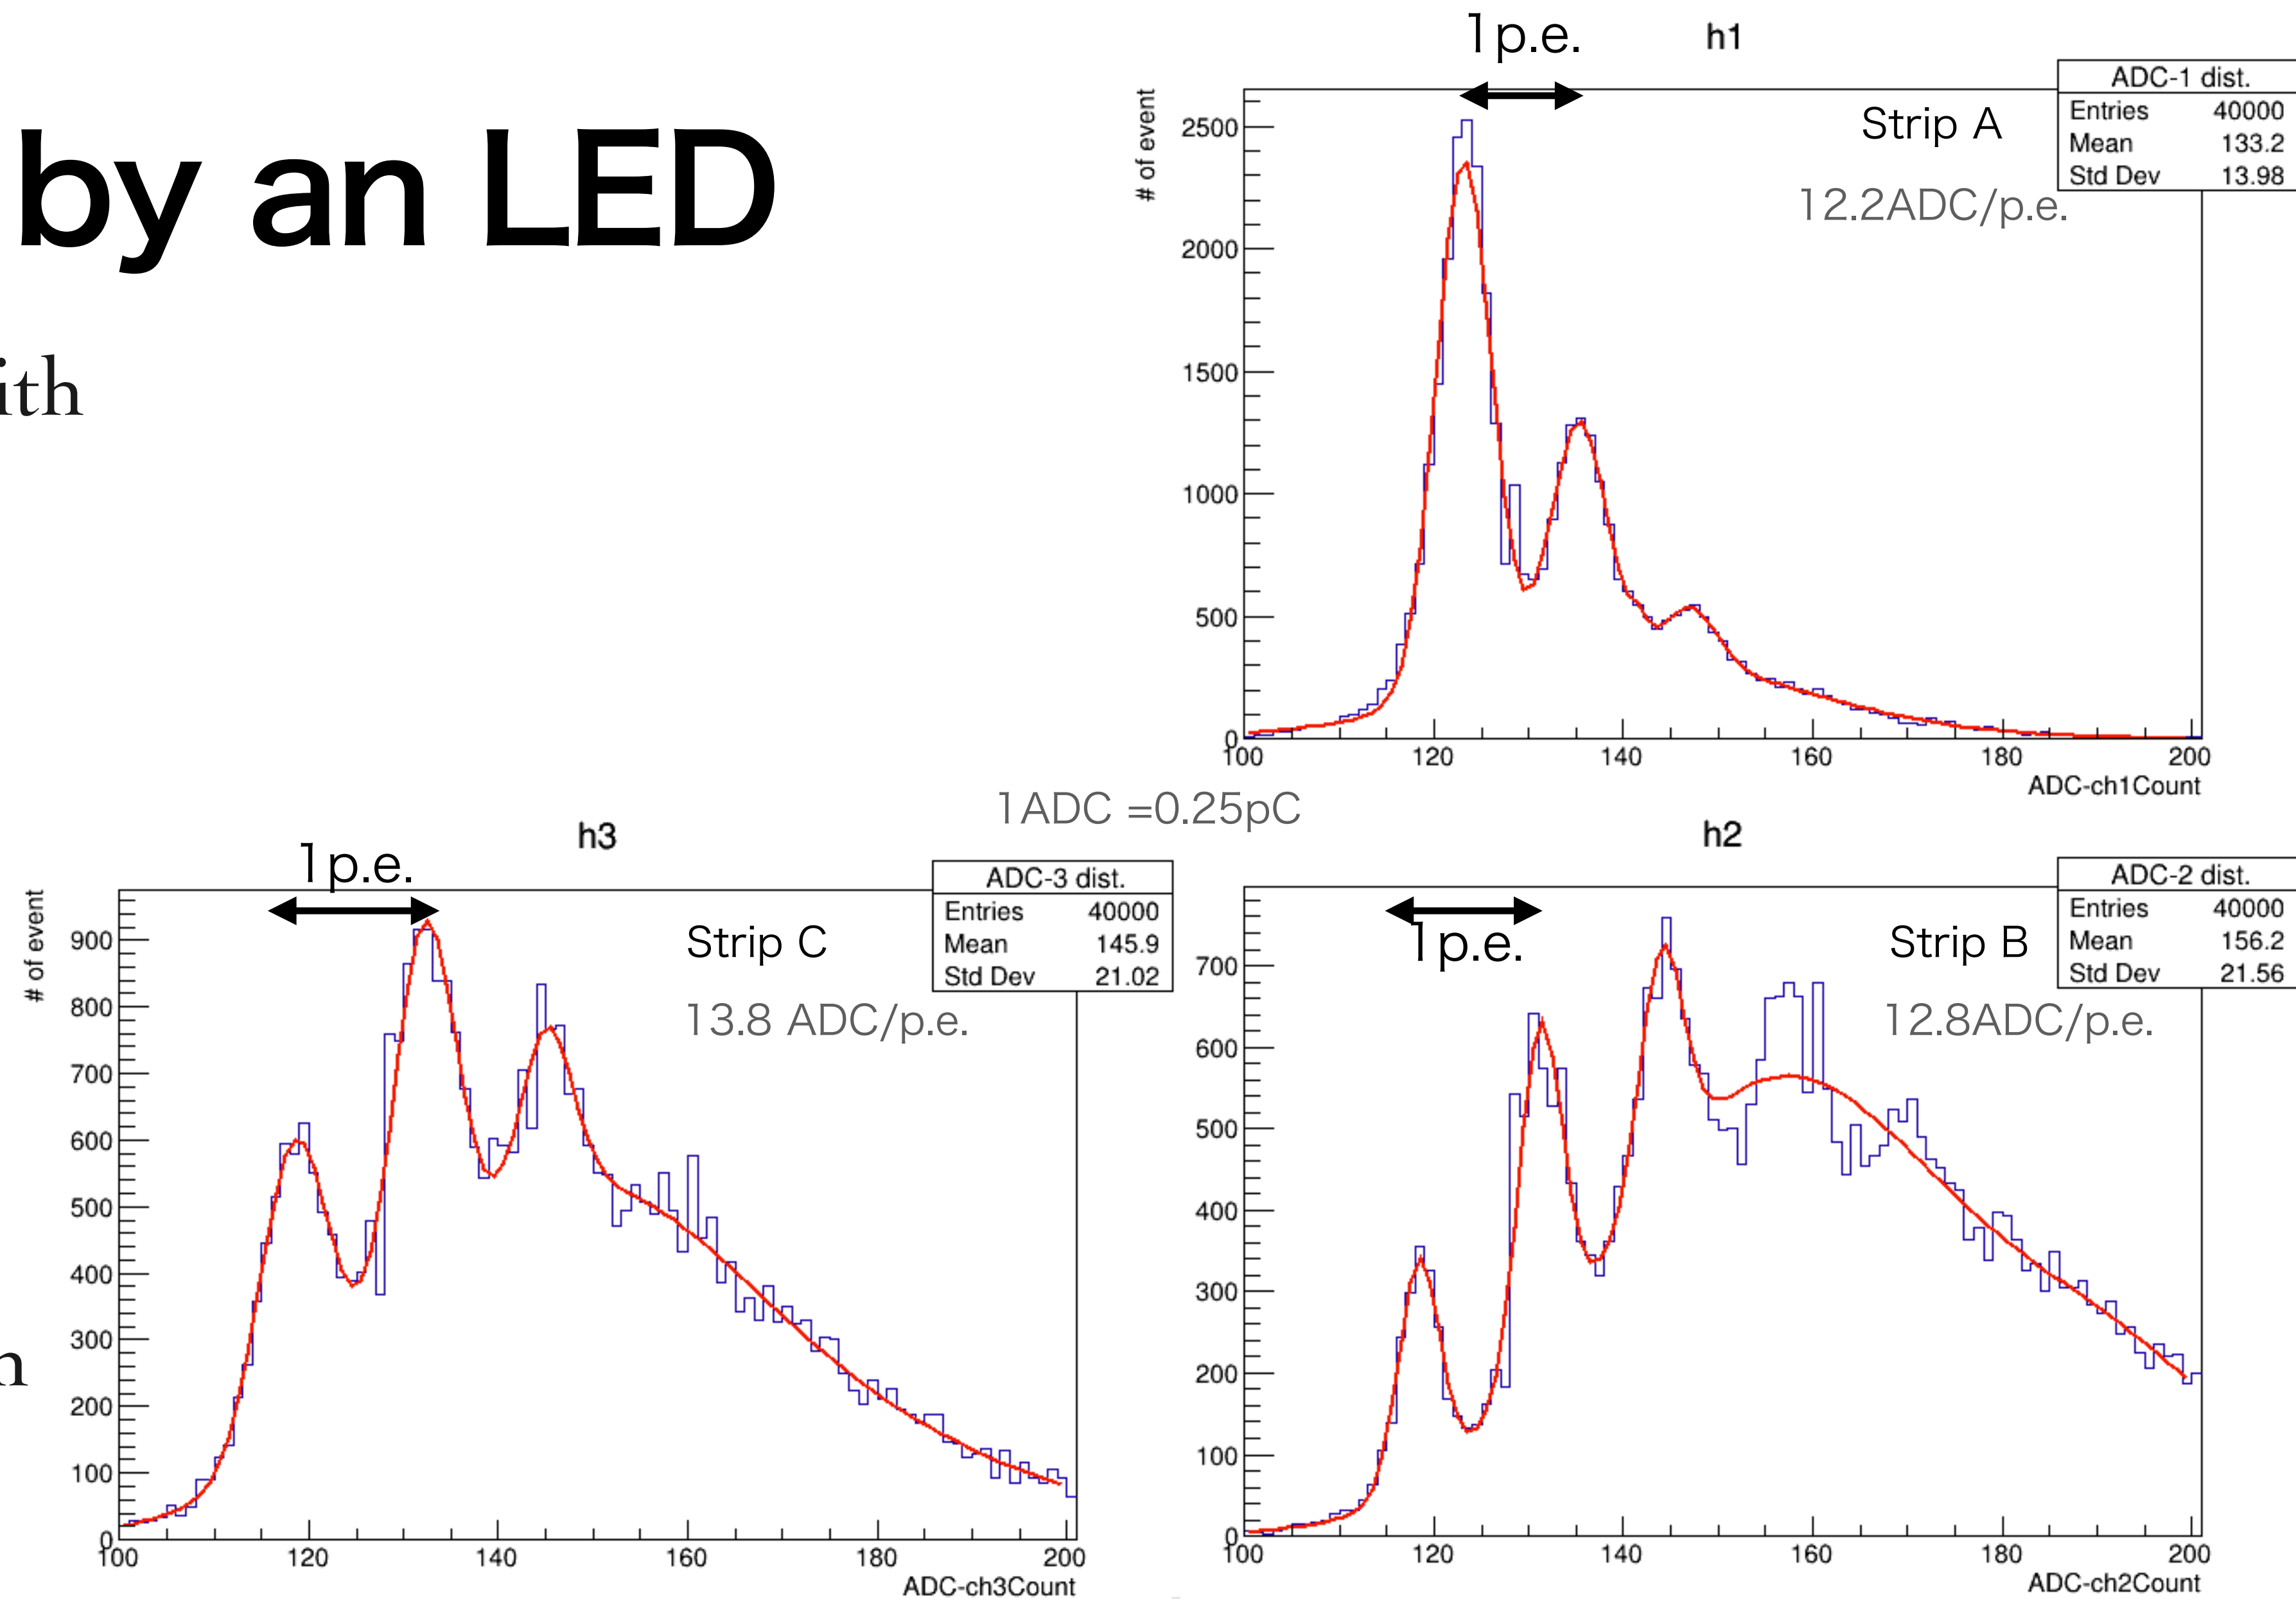 by an LED
ith
n
1p.e.
h1
ADC-1 dist.
Entries 40000
Mean 133.2
Std Dev 13.98
Strip A
12.2ADC/p.e.
# of event
2500
2000
1500
1000
500
0
100 120 140 160 180 200
ADC-ch1Count
1ADC =0.25pC
h3
1p.e.
ADC-3 dist.
Entries 40000
Mean 145.9
Std Dev 21.02
Strip C
13.8 ADC/p.e.
# of event
900
800
700
600
500
400
300
200
100
0
100 120 140 160 180 200
ADC-ch3Count
h2
1p.e.
ADC-2 dist.
Entries 40000
Mean 156.2
Std Dev 21.56
Strip B
12.8ADC/p.e.
# of event
700
600
500
400
300
200
100
0
100 120 140 160 180 200
ADC-ch2Count